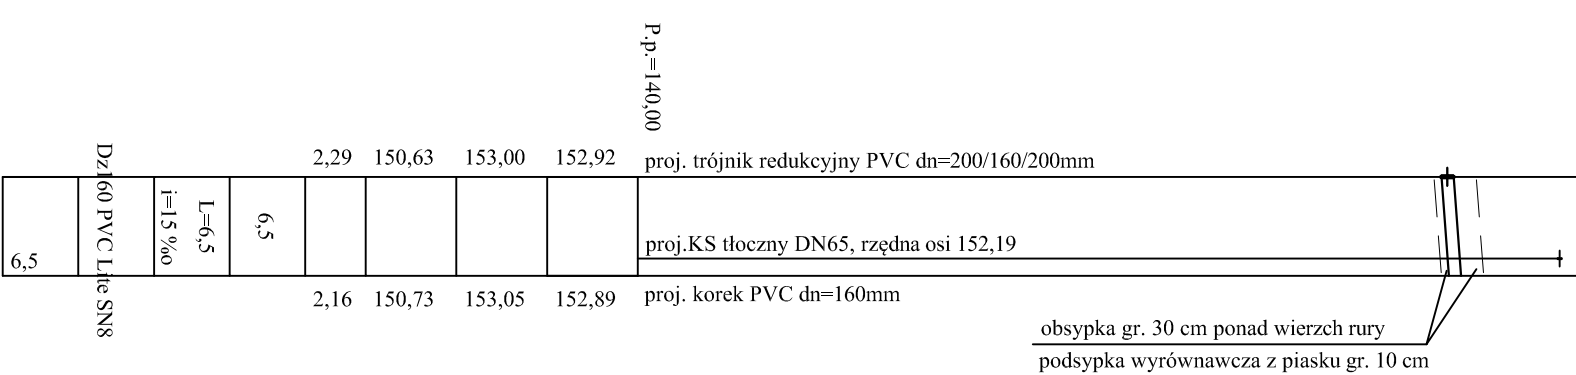 P.p.=140,00
2,29 150,63 153,00 152,92 proj. trójnik redukcyjny PVC dn=200/160/200mm
6,5
Dz160 PVC Lite SN8
i=15 ‰
L=6,5
6,5
proj.KS tłoczny DN65, rzędna osi 152,19
2,16 150,73 153,05 152,89 proj. korek PVC dn=160mm
obsypka gr. 30 cm ponad wierzch rury
podsypka wyrównawcza z piasku gr. 10 cm